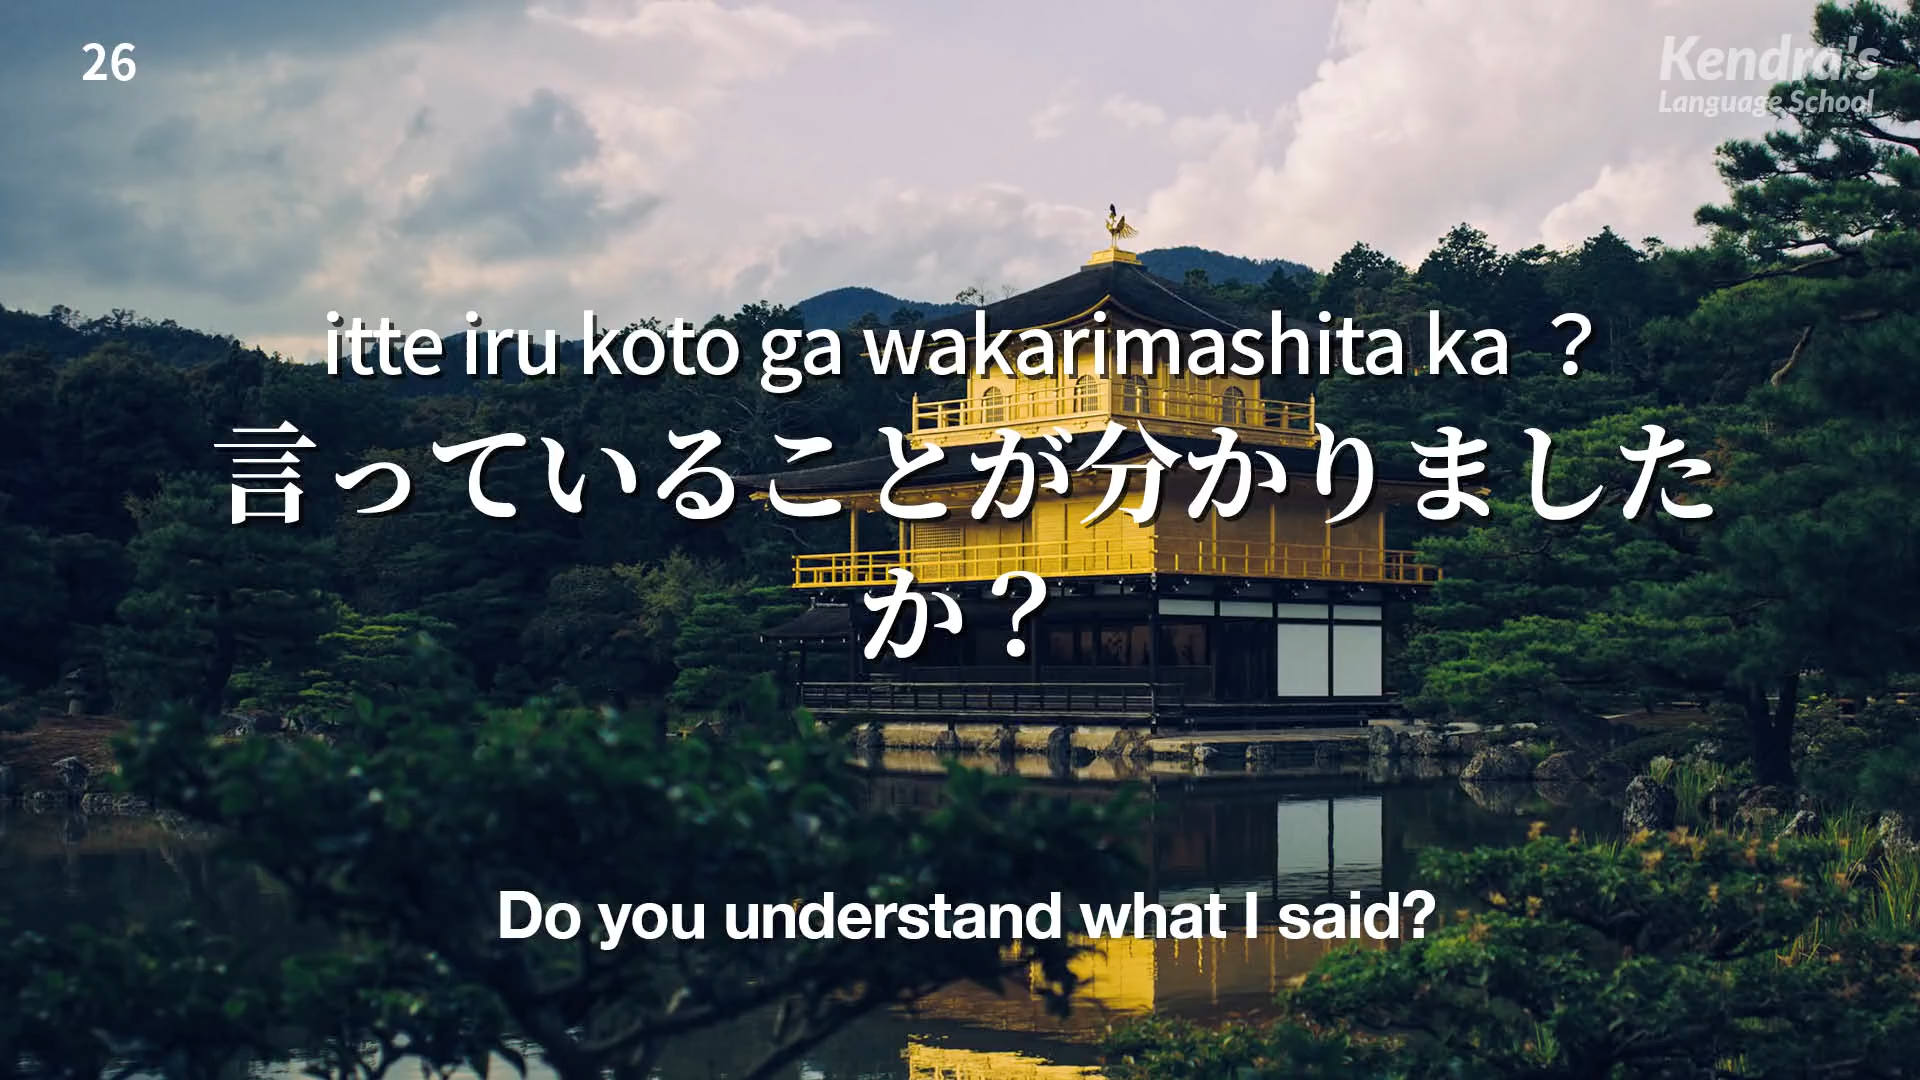 26
Kendra's
Language School
itte iru koto ga wakarimashita ka ？
言っていることが分かりました
か？
Do you understand what I said?